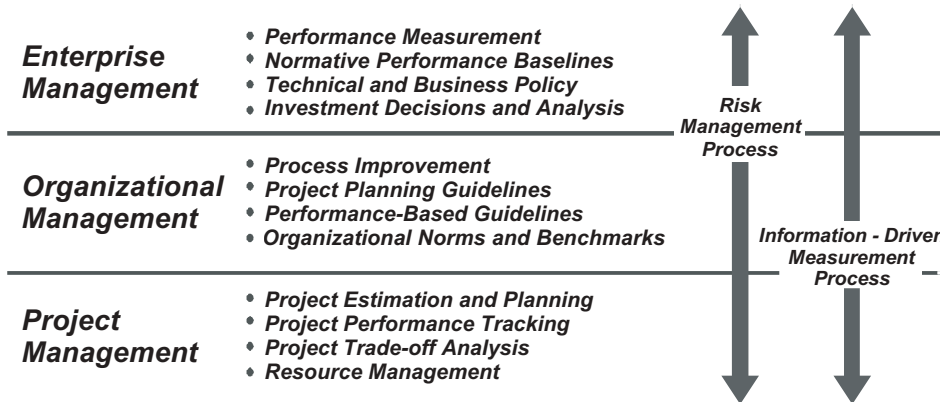 Enterprise
Management
• Performance Measurement
• Normative Performance Baselines
• Technical and Business Policy
• Investment Decisions and Analysis
Risk
Management
Process
Organizational
Management
• Process Improvement
• Project Planning Guidelines
• Performance-Based Guidelines
• Organizational Norms and Benchmarks
Information - Driven
Measurement
Process
Project
Management
• Project Estimation and Planning
• Project Performance Tracking
• Project Trade-off Analysis
• Resource Management